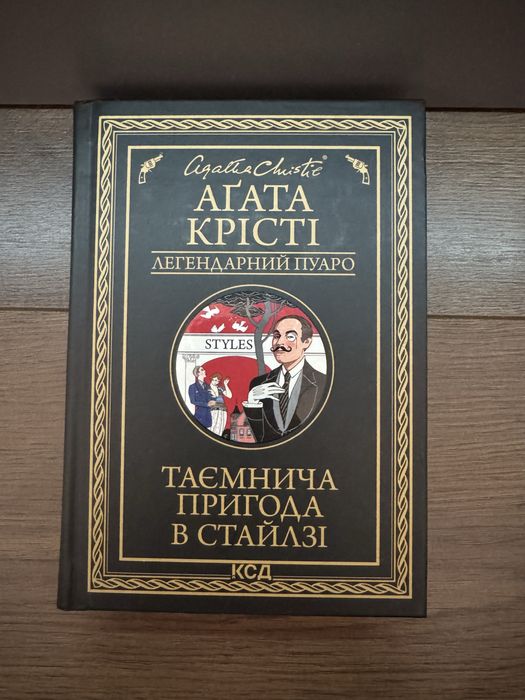 Agatha Christie®
АҐАТА
КРІСТІ
ЛЕГЕНДАРНИЙ ПУАРО
STYLES
ТАЄМНИЧА
ПРИГОДА
В СТАЙЛЗІ
КСД